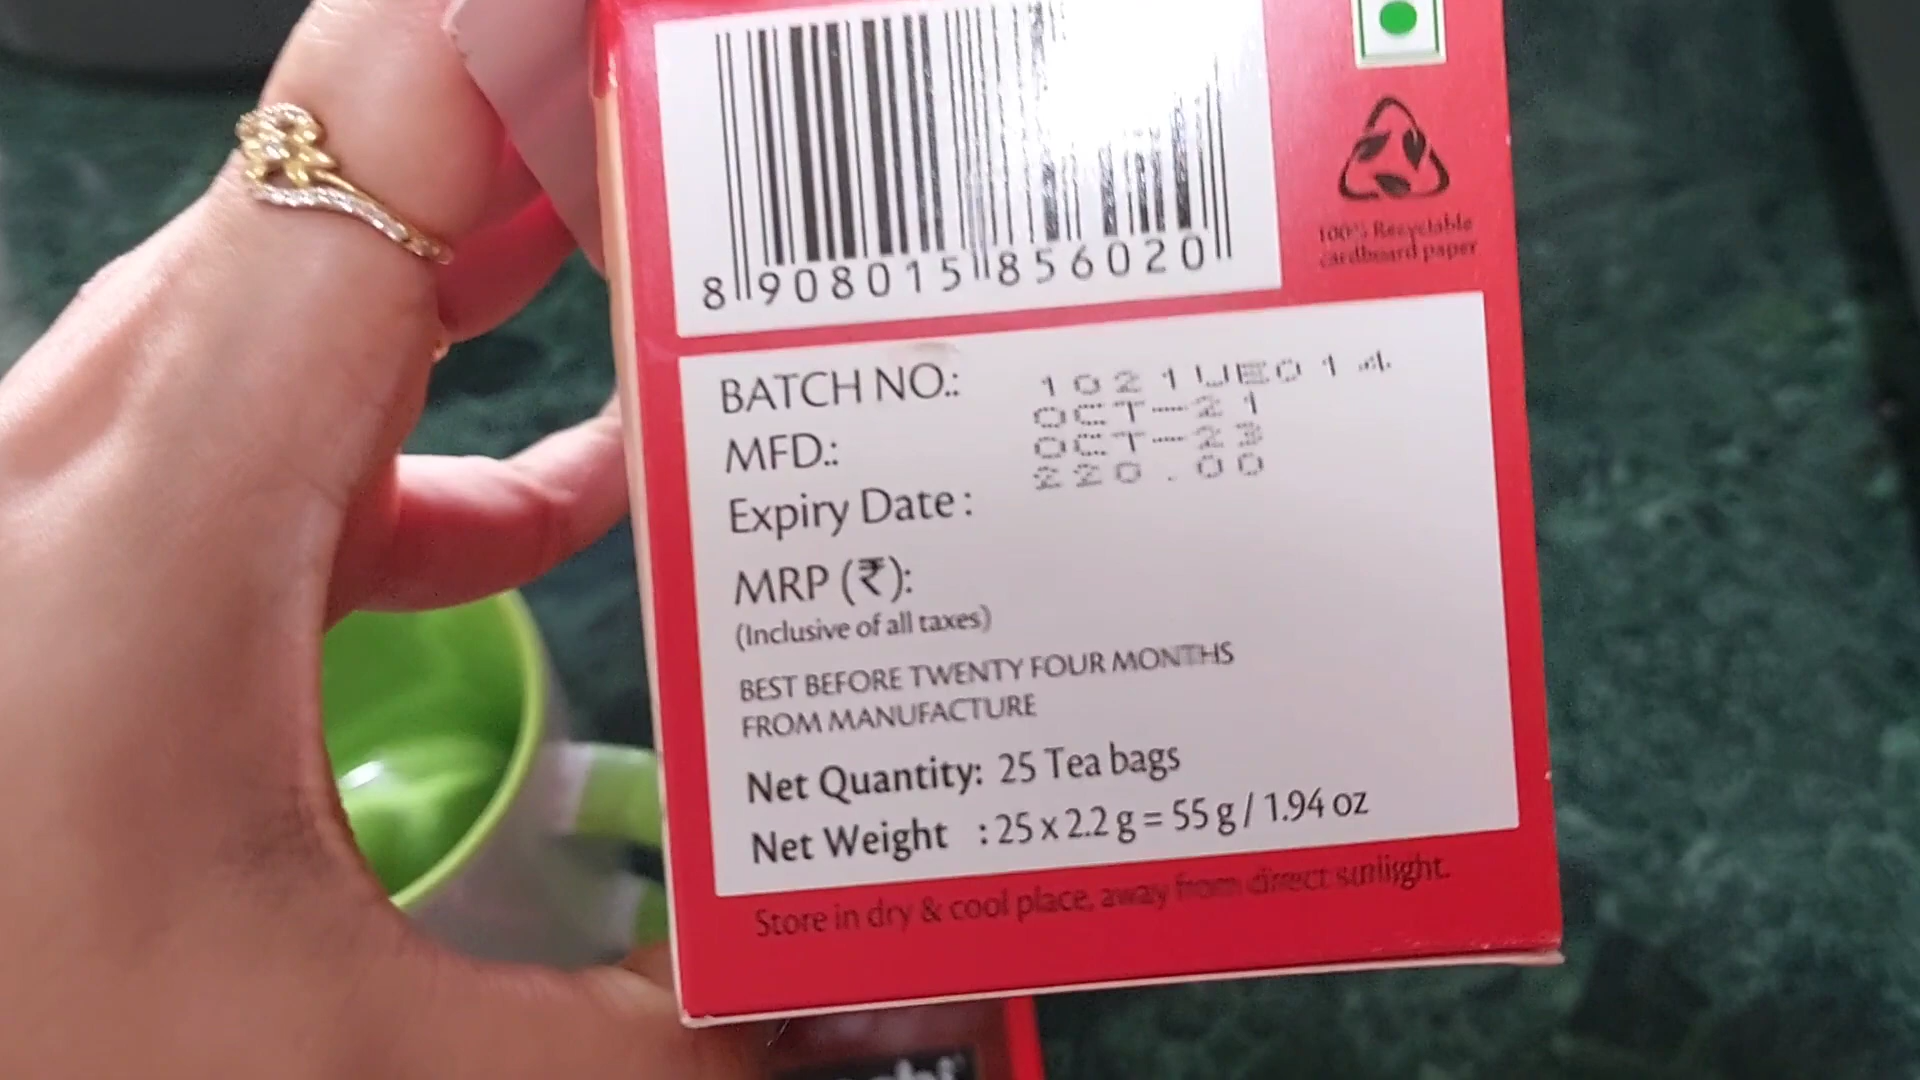 8 908015 856020
100% Recyclable
cardboard paper
BATCH NO.: 1021UE014
MFD.: OCT-21
Expiry Date : OCT-23
MRP (₹): 220.00
(Inclusive of all taxes)
BEST BEFORE TWENTY FOUR MONTHS
FROM MANUFACTURE
Net Quantity: 25 Tea bags
Net Weight : 25 x 2.2 g = 55 g / 1.94 oz
Store in dry & cool place, away from direct sunlight.